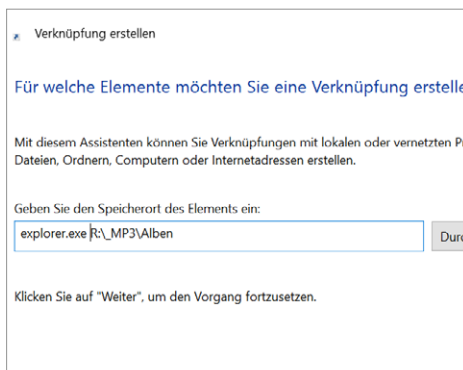 Verknüpfung erstellen
Für welche Elemente möchten Sie eine Verknüpfung erstelle
Mit diesem Assistenten können Sie Verknüpfungen mit lokalen oder vernetzten Pr
Dateien, Ordnern, Computern oder Internetadressen erstellen.
Geben Sie den Speicherort des Elements ein:
explorer.exe R:\_MP3\Alben
Durc
Klicken Sie auf "Weiter", um den Vorgang fortzusetzen.